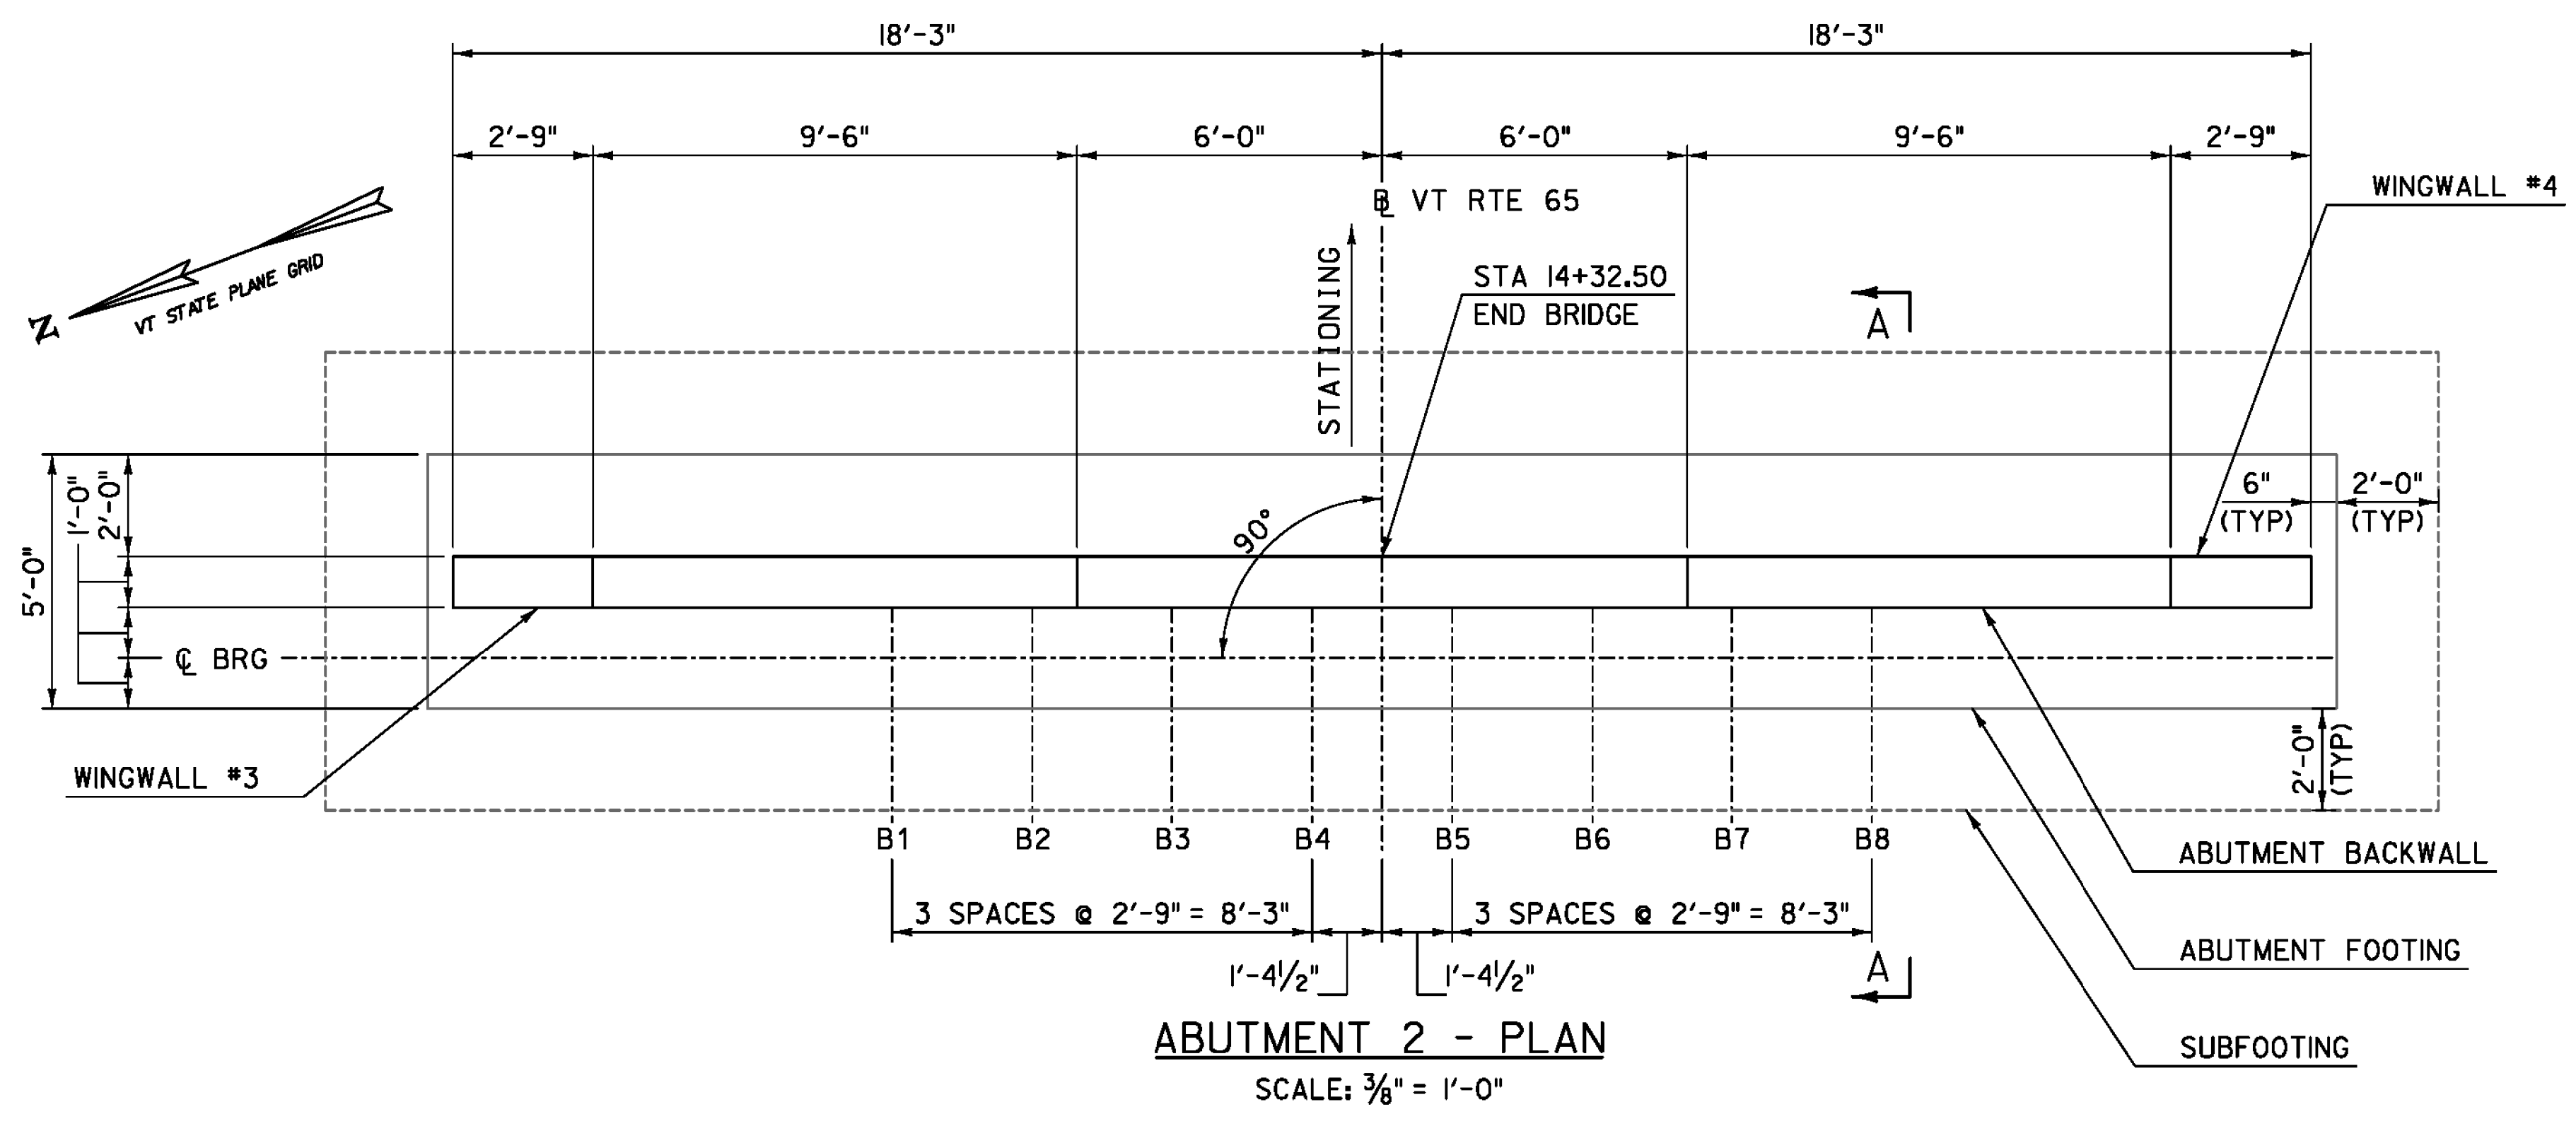 18'-3" 18'-3"
2'-9" 9'-6" 6'-0" 6'-0" 9'-6" 2'-9"
WINGWALL #4
℄ VT RTE 65
STATIONING
STA 14+32.50
END BRIDGE
A
N
VT STATE PLANE GRID
5'-0"
1'-0"
2'-0"
6" 2'-0"
(TYP) (TYP)
90°
℄ BRG
WINGWALL #3
2'-0"
(TYP)
B1 B2 B3 B4 B5 B6 B7 B8
ABUTMENT BACKWALL
3 SPACES @ 2'-9" = 8'-3" 3 SPACES @ 2'-9" = 8'-3"
ABUTMENT FOOTING
1'-4½" 1'-4½"
A
ABUTMENT 2 - PLAN
SUBFOOTING
SCALE: ⅜" = 1'-0"